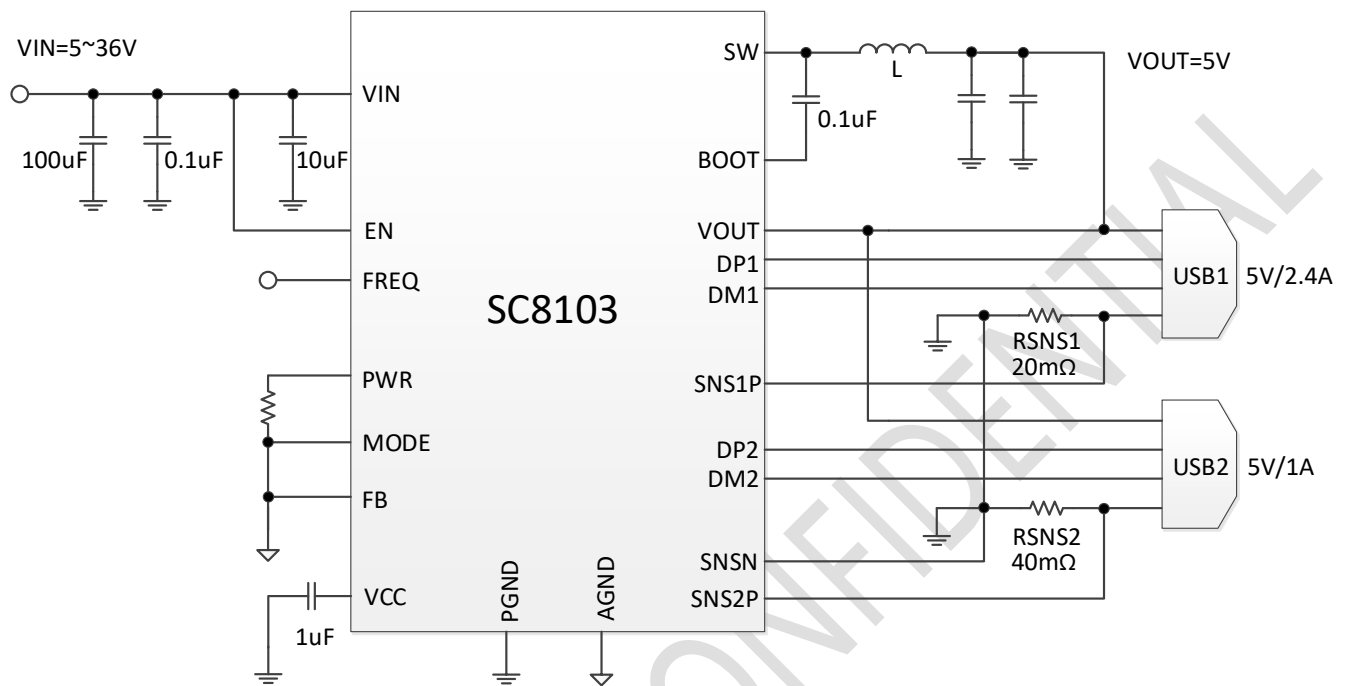 VIN=5~36V
100uF
0.1uF
10uF
VIN
EN
FREQ
PWR
MODE
FB
VCC
1uF
SC8103
PGND
AGND
SW
BOOT
VOUT
DP1
DM1
SNS1P
DP2
DM2
SNSN
SNS2P
L
0.1uF
VOUT=5V
USB1
5V/2.4A
RSNS1
20mΩ
USB2
5V/1A
RSNS2
40mΩ
ONFIDENTIAL